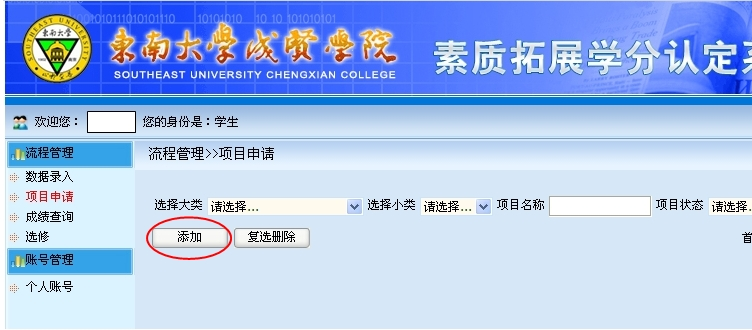 東南大學成賢學院
SOUTHEAST UNIVERSITY CHENGXIAN COLLEGE
素质拓展学分认定系
欢迎您： 您的身份是：学生
流程管理
流程管理>>项目申请
数据录入
项目申请
成绩查询
选修
账号管理
个人账号
选择大类 请选择... 选择小类 请选择... 项目名称 项目状态 请选择.
添加 复选删除 首